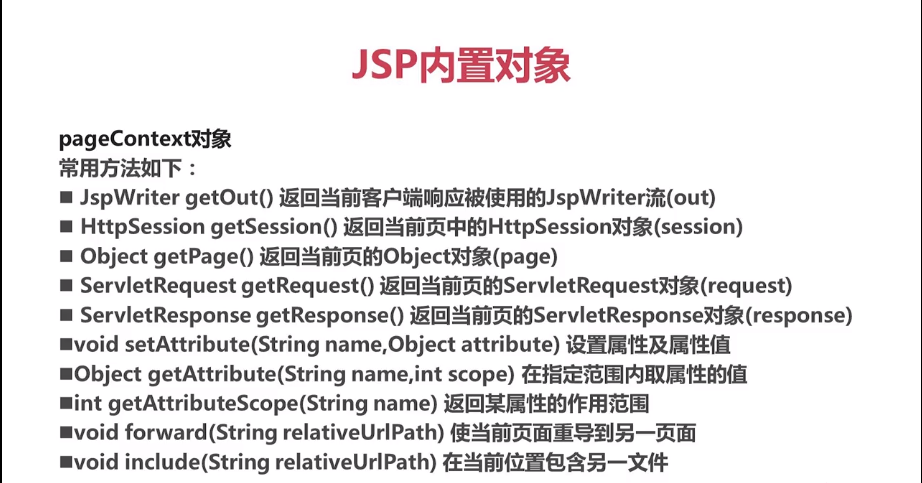 JSP内置对象
pageContext对象
常用方法如下：
■ JspWriter getOut() 返回当前客户端响应被使用的JspWriter流(out)
■ HttpSession getSession() 返回当前页中的HttpSession对象(session)
■ Object getPage() 返回当前页的Object对象(page)
■ ServletRequest getRequest() 返回当前页的ServletRequest对象(request)
■ ServletResponse getResponse() 返回当前页的ServletResponse对象(response)
■void setAttribute(String name,Object attribute) 设置属性及属性值
■Object getAttribute(String name,int scope) 在指定范围内取属性的值
■int getAttributeScope(String name) 返回某属性的作用范围
■void forward(String relativeUrlPath) 使当前页面重导到另一页面
■void include(String relativeUrlPath) 在当前位置包含另一文件